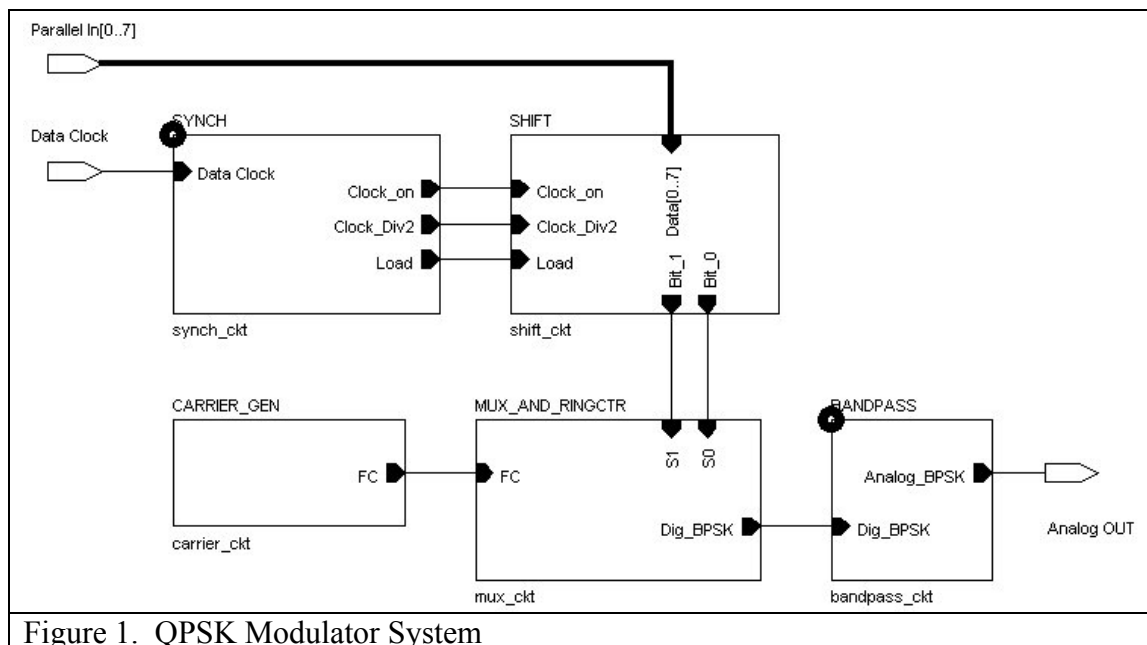 Parallel In[0..7]
Data Clock
SYNCH
Data Clock
Clock_on
Clock_Div2
Load
synch_ckt
SHIFT
Clock_on
Clock_Div2
Load
Data[0..7]
Bit_1
Bit_0
shift_ckt
CARRIER_GEN
FC
carrier_ckt
MUX_AND_RINGCTR
FC
S1
S0
Dig_BPSK
mux_ckt
BANDPASS
Analog_BPSK
Dig_BPSK
bandpass_ckt
Analog OUT
Figure 1. QPSK Modulator System